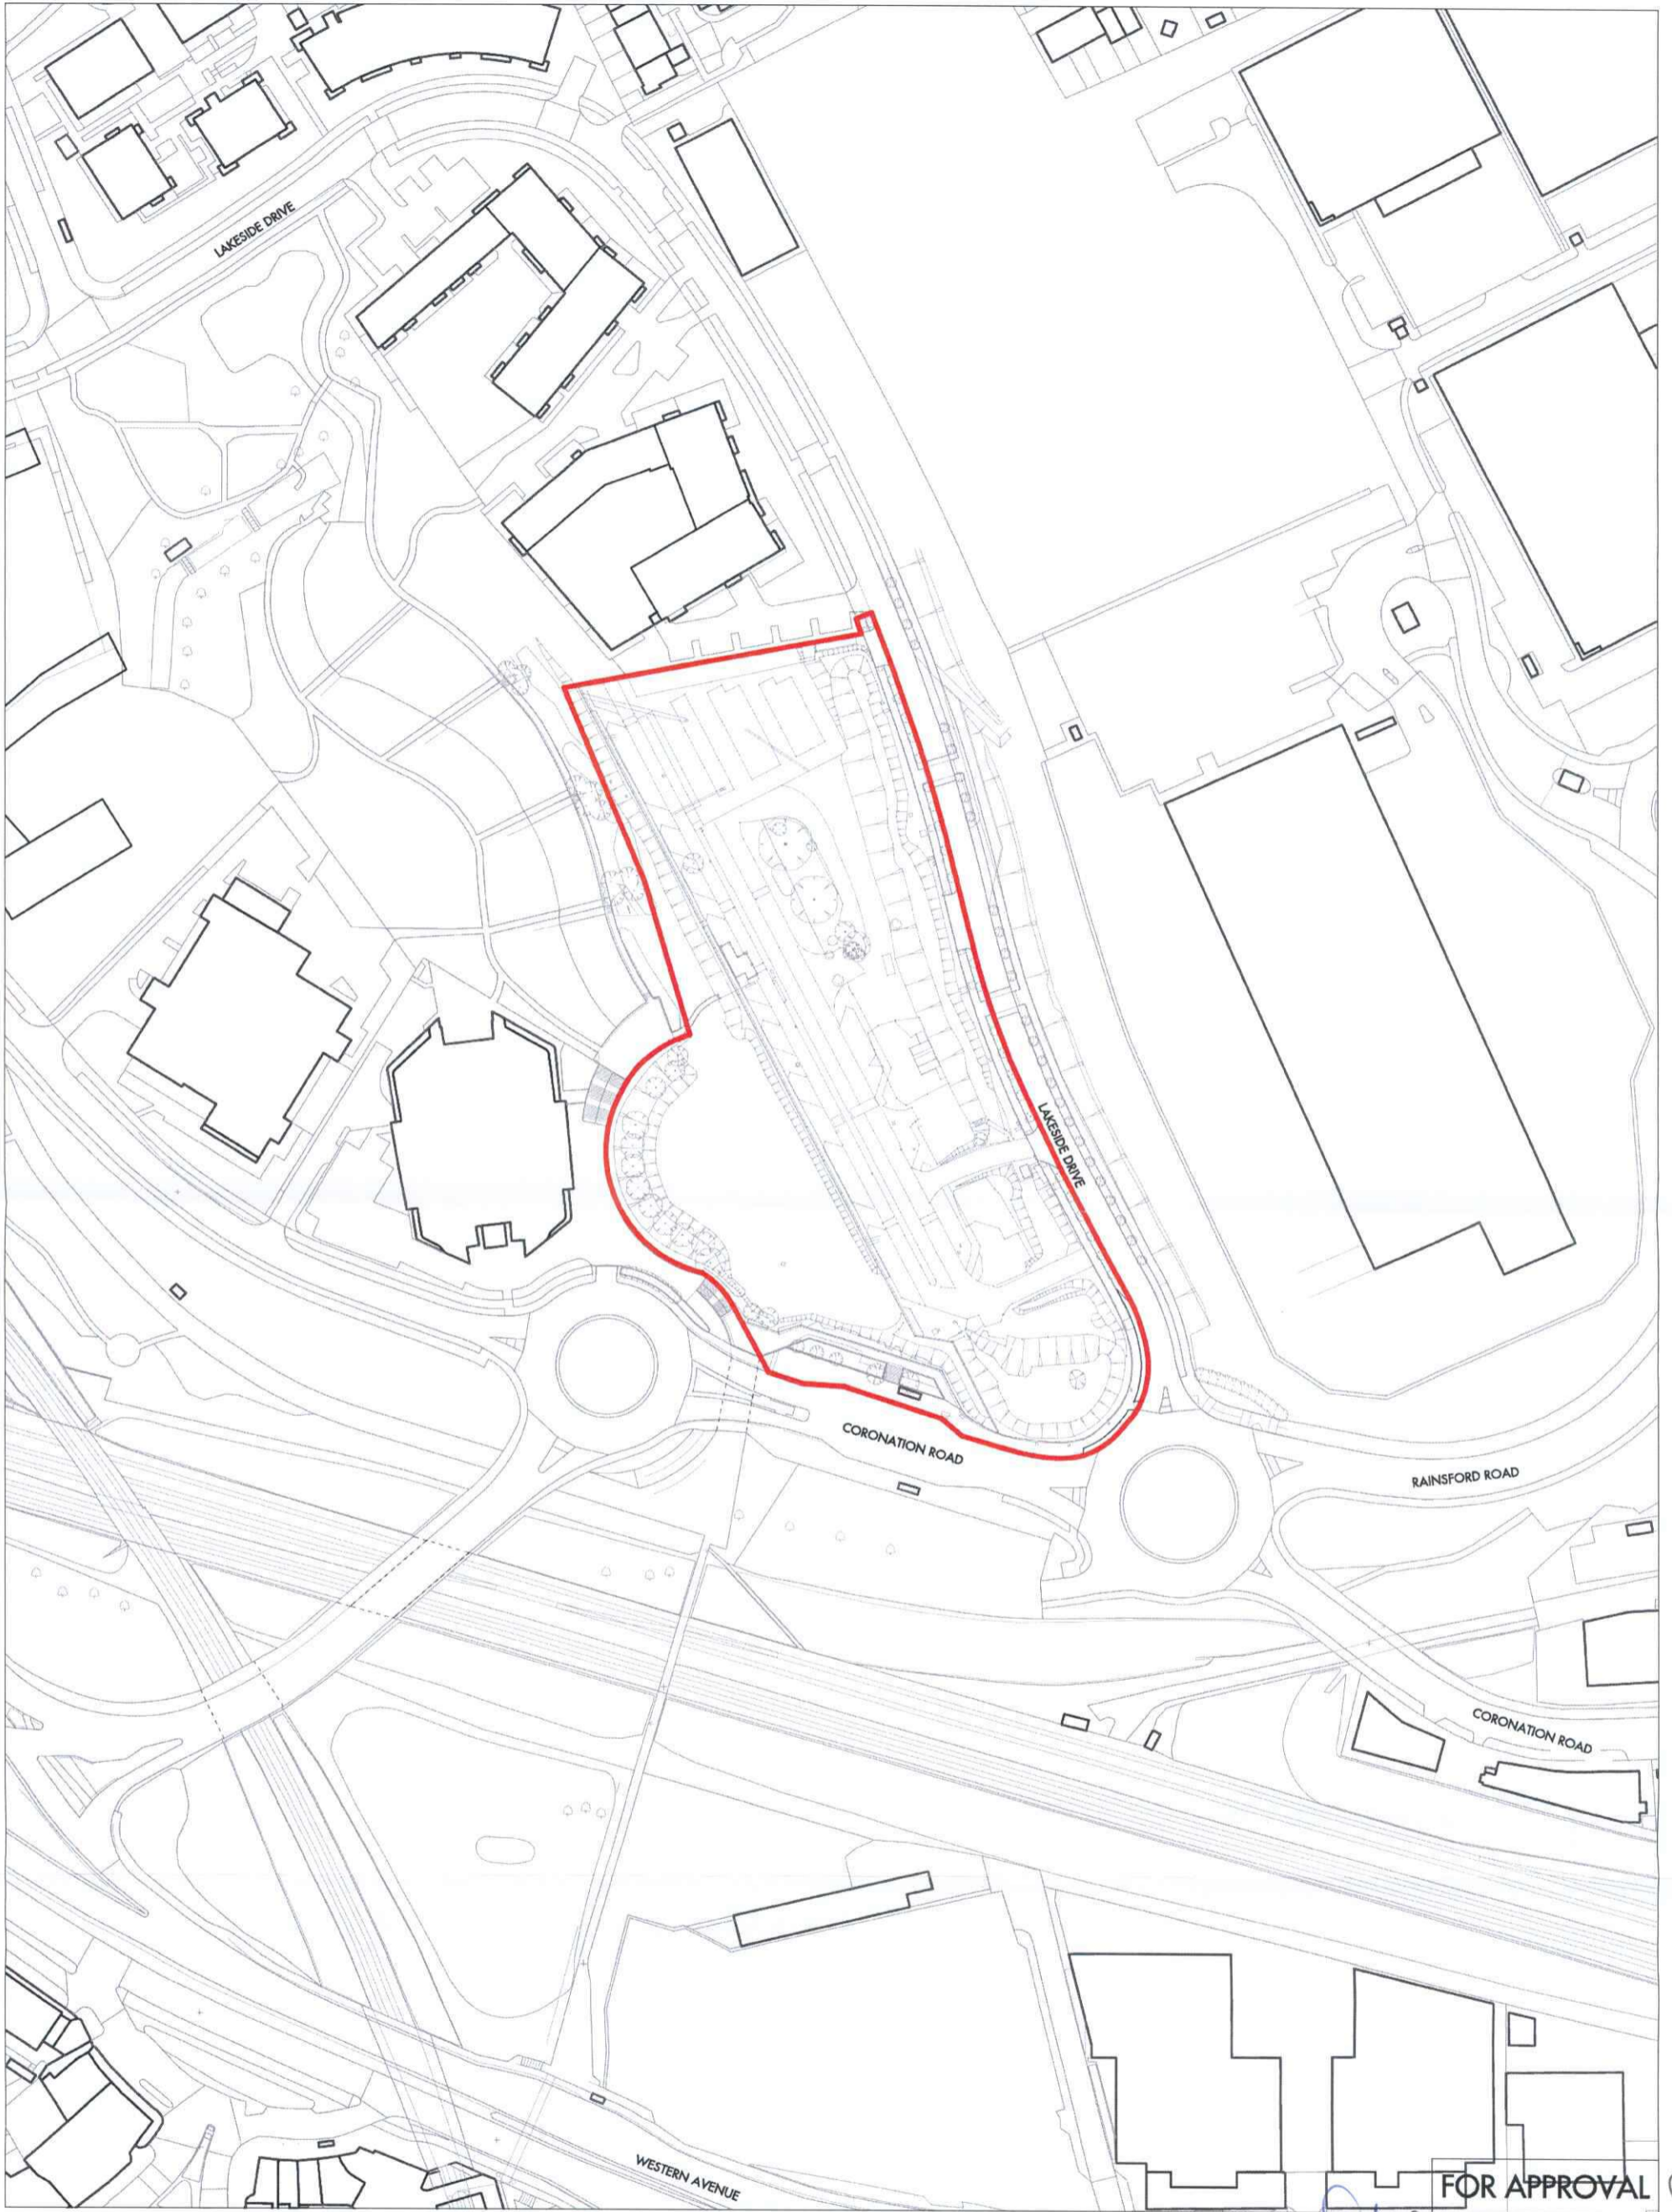 LAKESIDE DRIVE
LAKESIDE DRIVE
CORONATION ROAD
RAINSFORD ROAD
CORONATION ROAD
WESTERN AVENUE
FOR APPROVAL